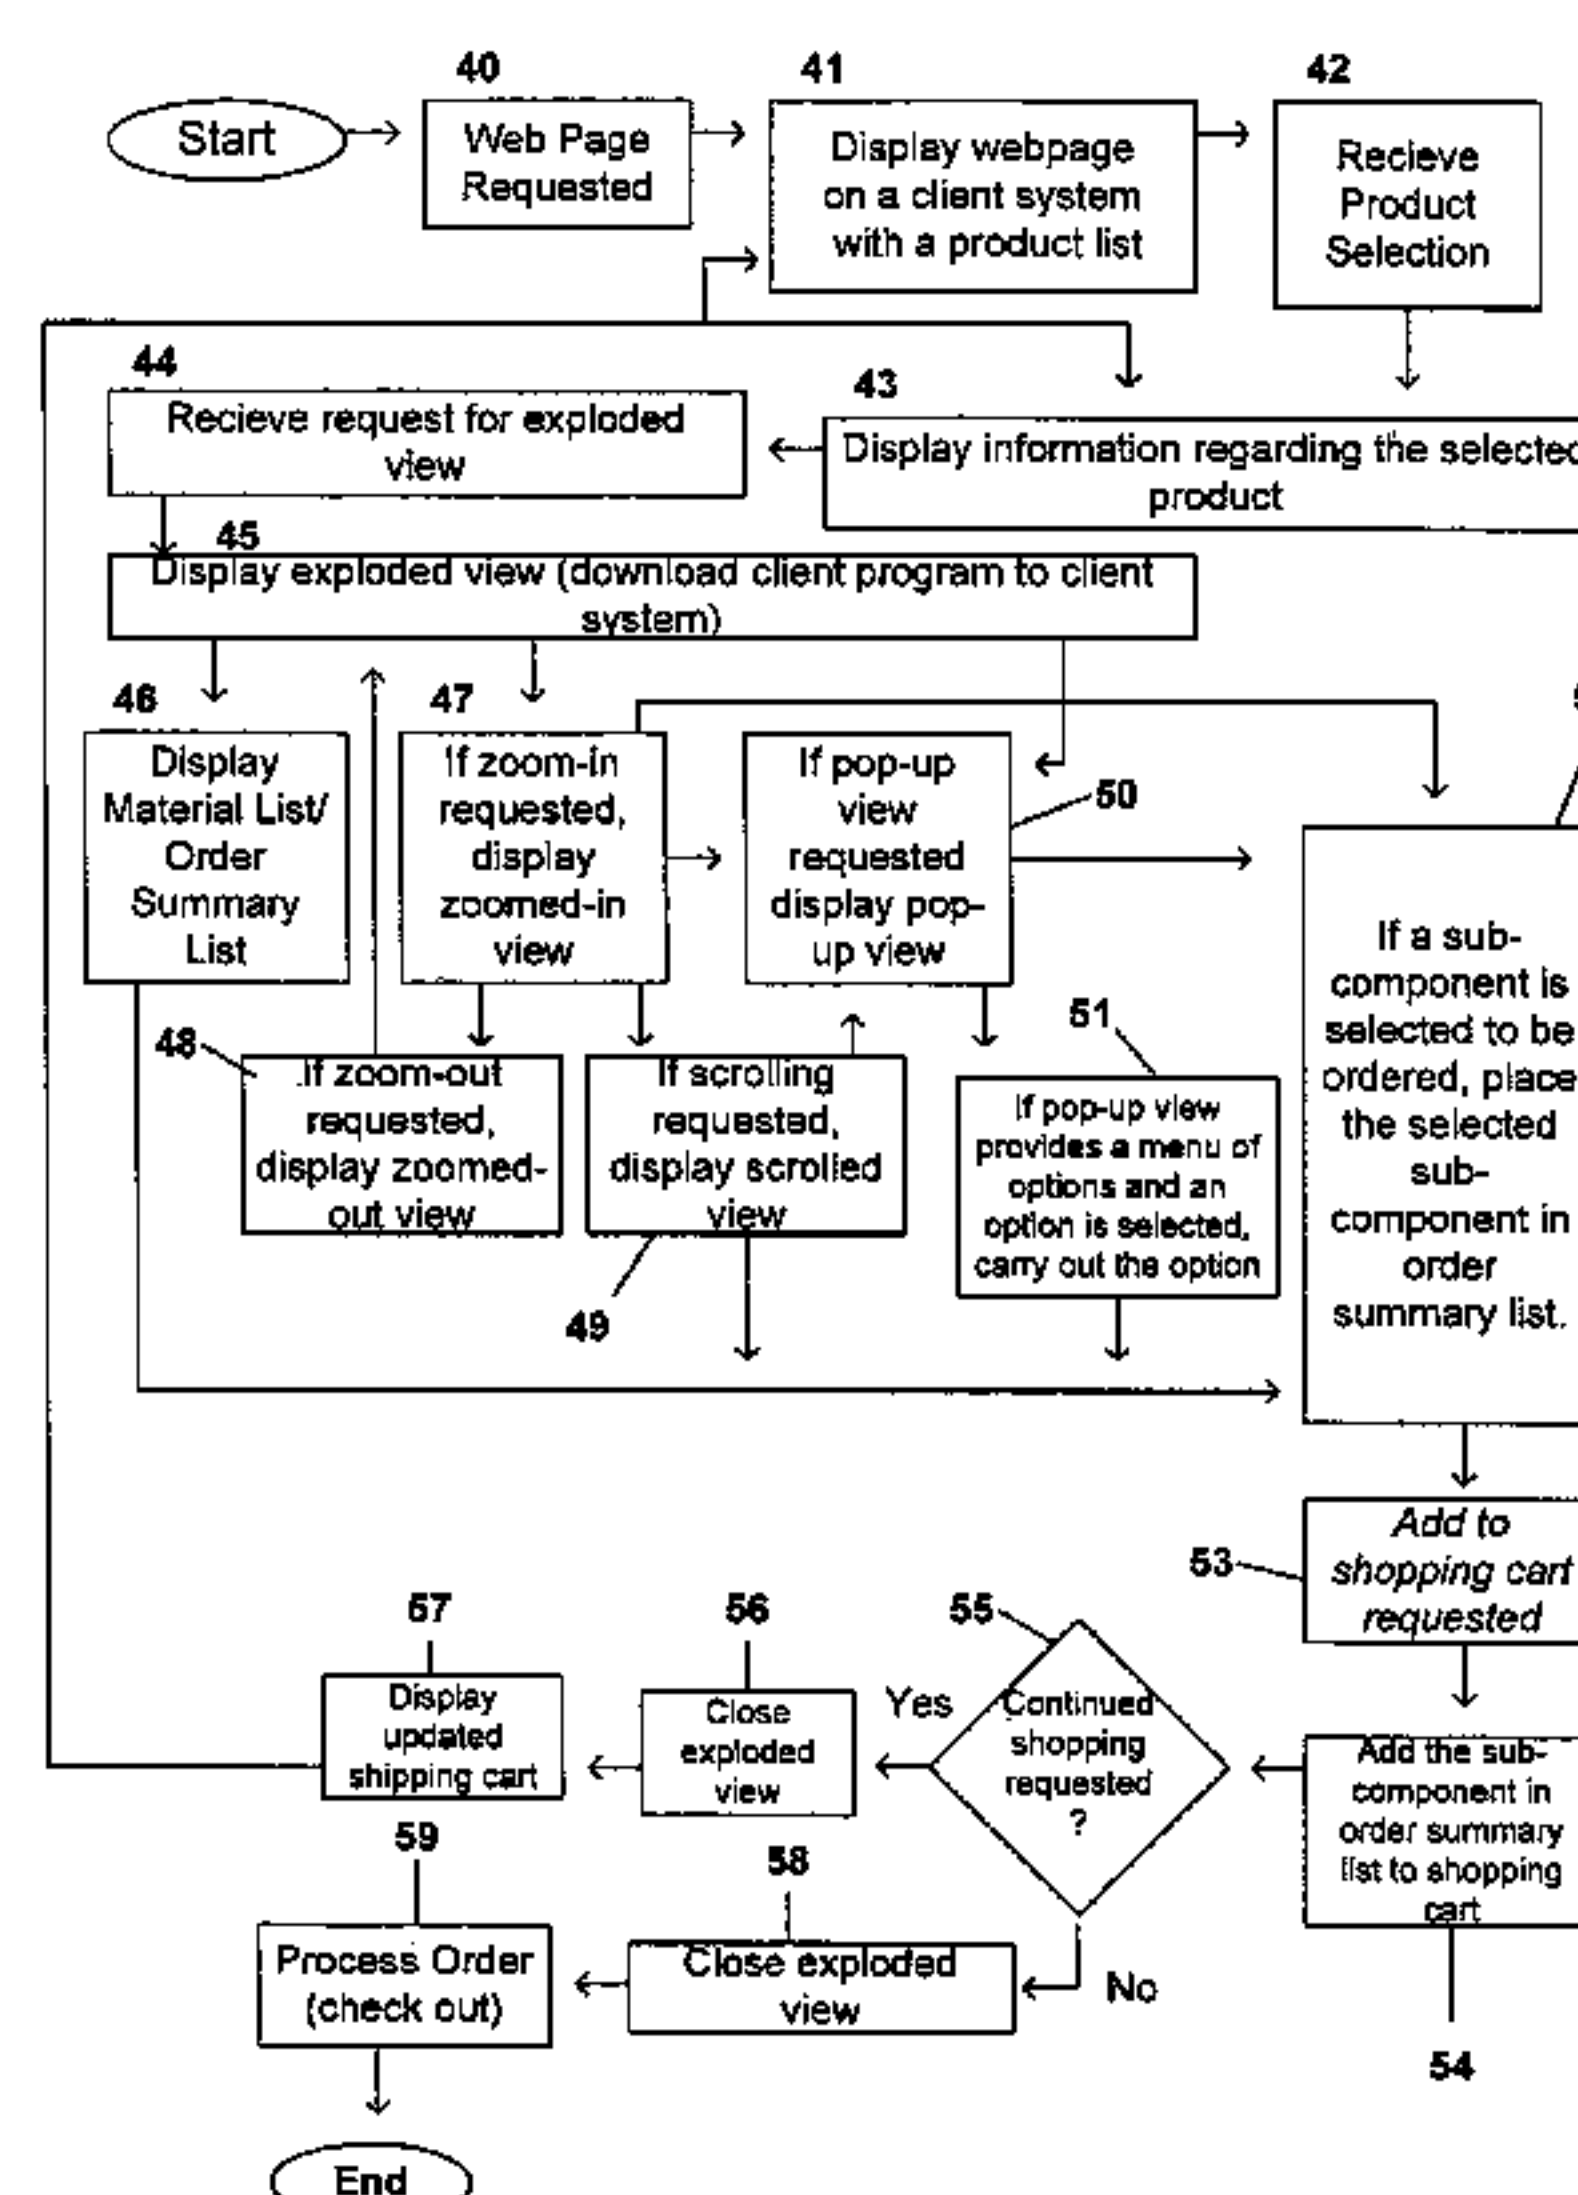 40
41
42
Start
Web Page
Requested
Display webpage
on a client system
with a product list
Recieve
Product
Selection
44
43
Recieve request for exploded
view
Display information regarding the selected
product
45
Display exploded view (download client program to client
system)
46
47
Display
Material List/
Order
Summary
List
If zoom-in
requested,
display
zoomed-in
view
If pop-up
view
requested
display pop-
up view
50
48
If zoom-out
requested,
display zoomed-
out view
If scrolling
requested,
display scrolled
view
49
51
If pop-up view
provides a menu of
options and an
option is selected,
carry out the option
If a sub-
component is
selected to be
ordered, place
the selected
sub-
component in
order
summary list.
53
Add to
shopping cart
requested
57
56
55
Display
updated
shipping cart
Close
exploded
view
Yes
Continued
shopping
requested
?
Add the sub-
component in
order summary
list to shopping
cart
59
58
Process Order
(check out)
Close exploded
view
No
54
End